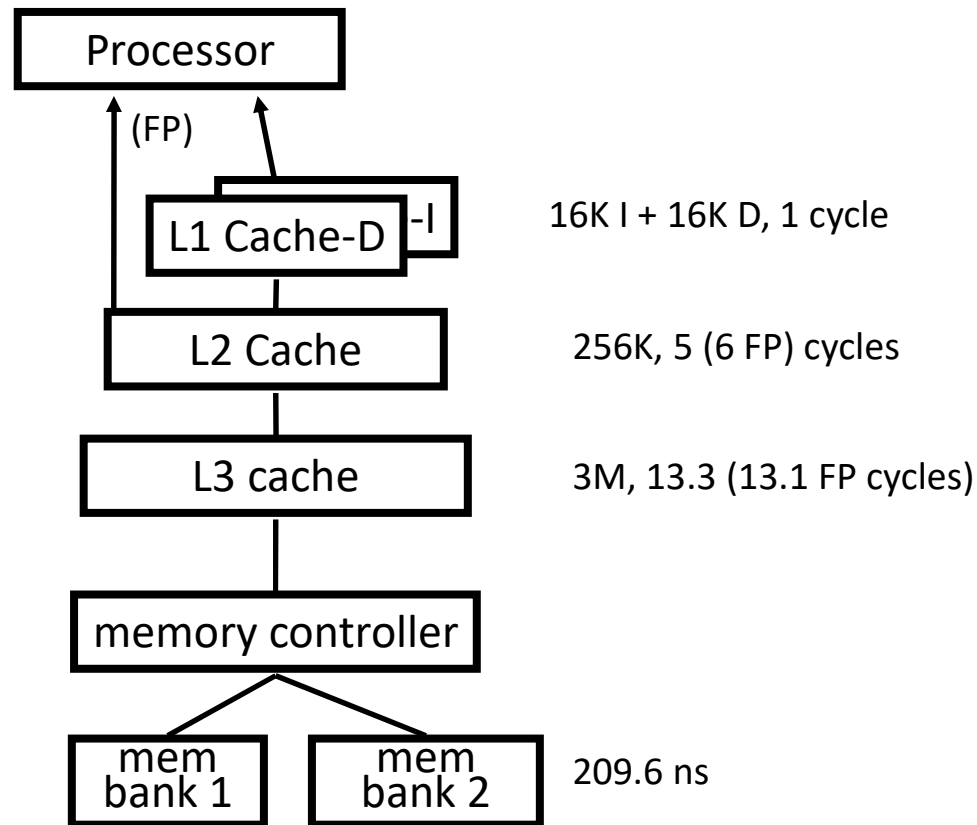 Processor
(FP)
-I
L1 Cache-D
16K I + 16K D, 1 cycle
L2 Cache
256K, 5 (6 FP) cycles
L3 cache
3M, 13.3 (13.1 FP cycles)
memory controller
mem
bank 1
mem
bank 2
209.6 ns